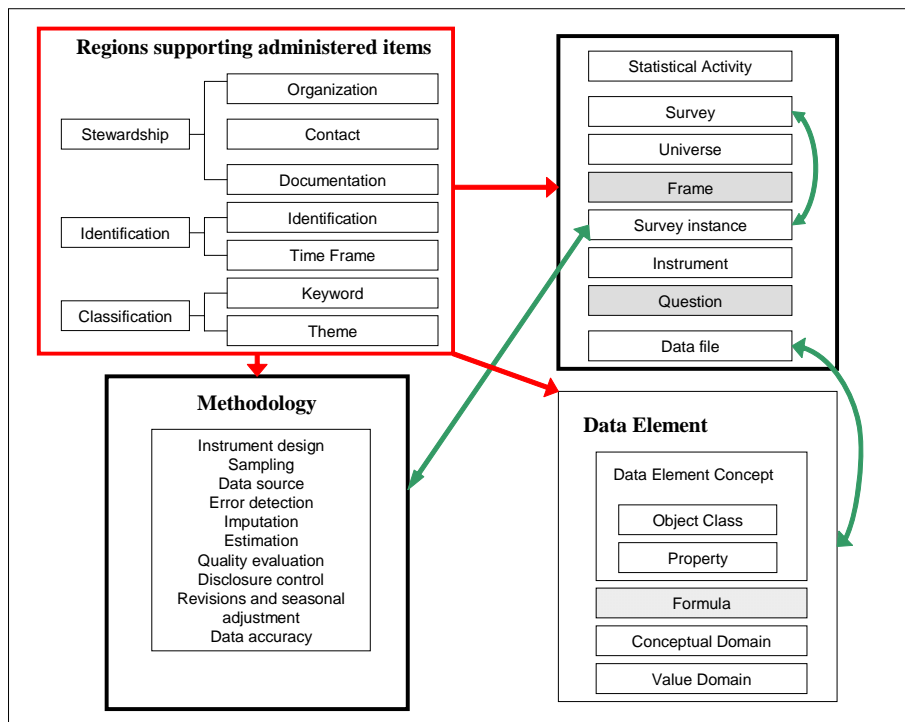 Regions supporting administered items
Stewardship
Organization
Contact
Documentation
Identification
Identification
Time Frame
Classification
Keyword
Theme
Statistical Activity
Survey
Universe
Frame
Survey instance
Instrument
Question
Data file
Methodology
Instrument design
Sampling
Data source
Error detection
Imputation
Estimation
Quality evaluation
Disclosure control
Revisions and seasonal
adjustment
Data accuracy
Data Element
Data Element Concept
Object Class
Property
Formula
Conceptual Domain
Value Domain